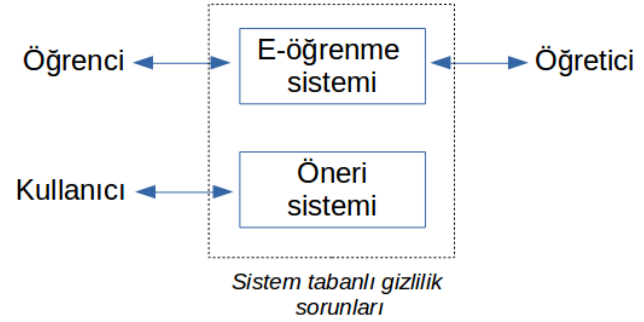 Öğrenci
E-öğrenme
sistemi
Öğretici
Kullanıcı
Öneri
sistemi
Sistem tabanlı gizlilik
sorunları